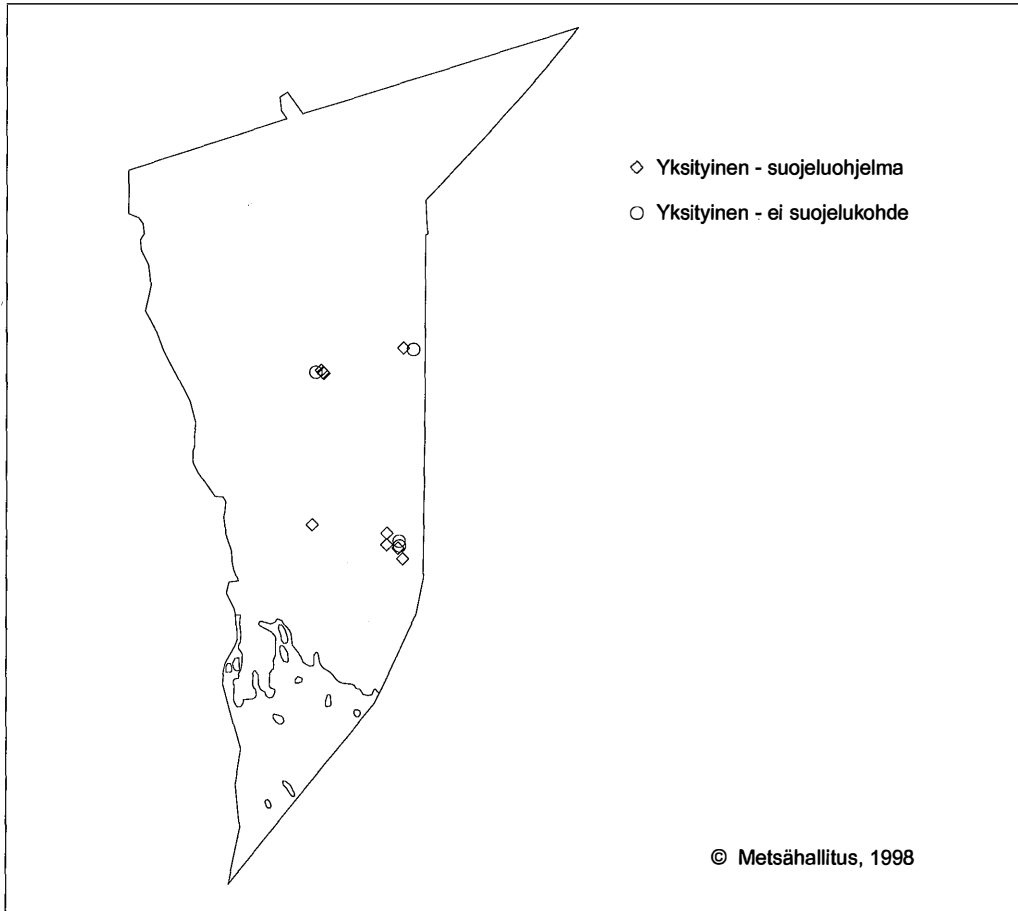 Yksityinen - suojeluohjelma
Yksityinen - ei suojelukohde
© Metsähallitus, 1998